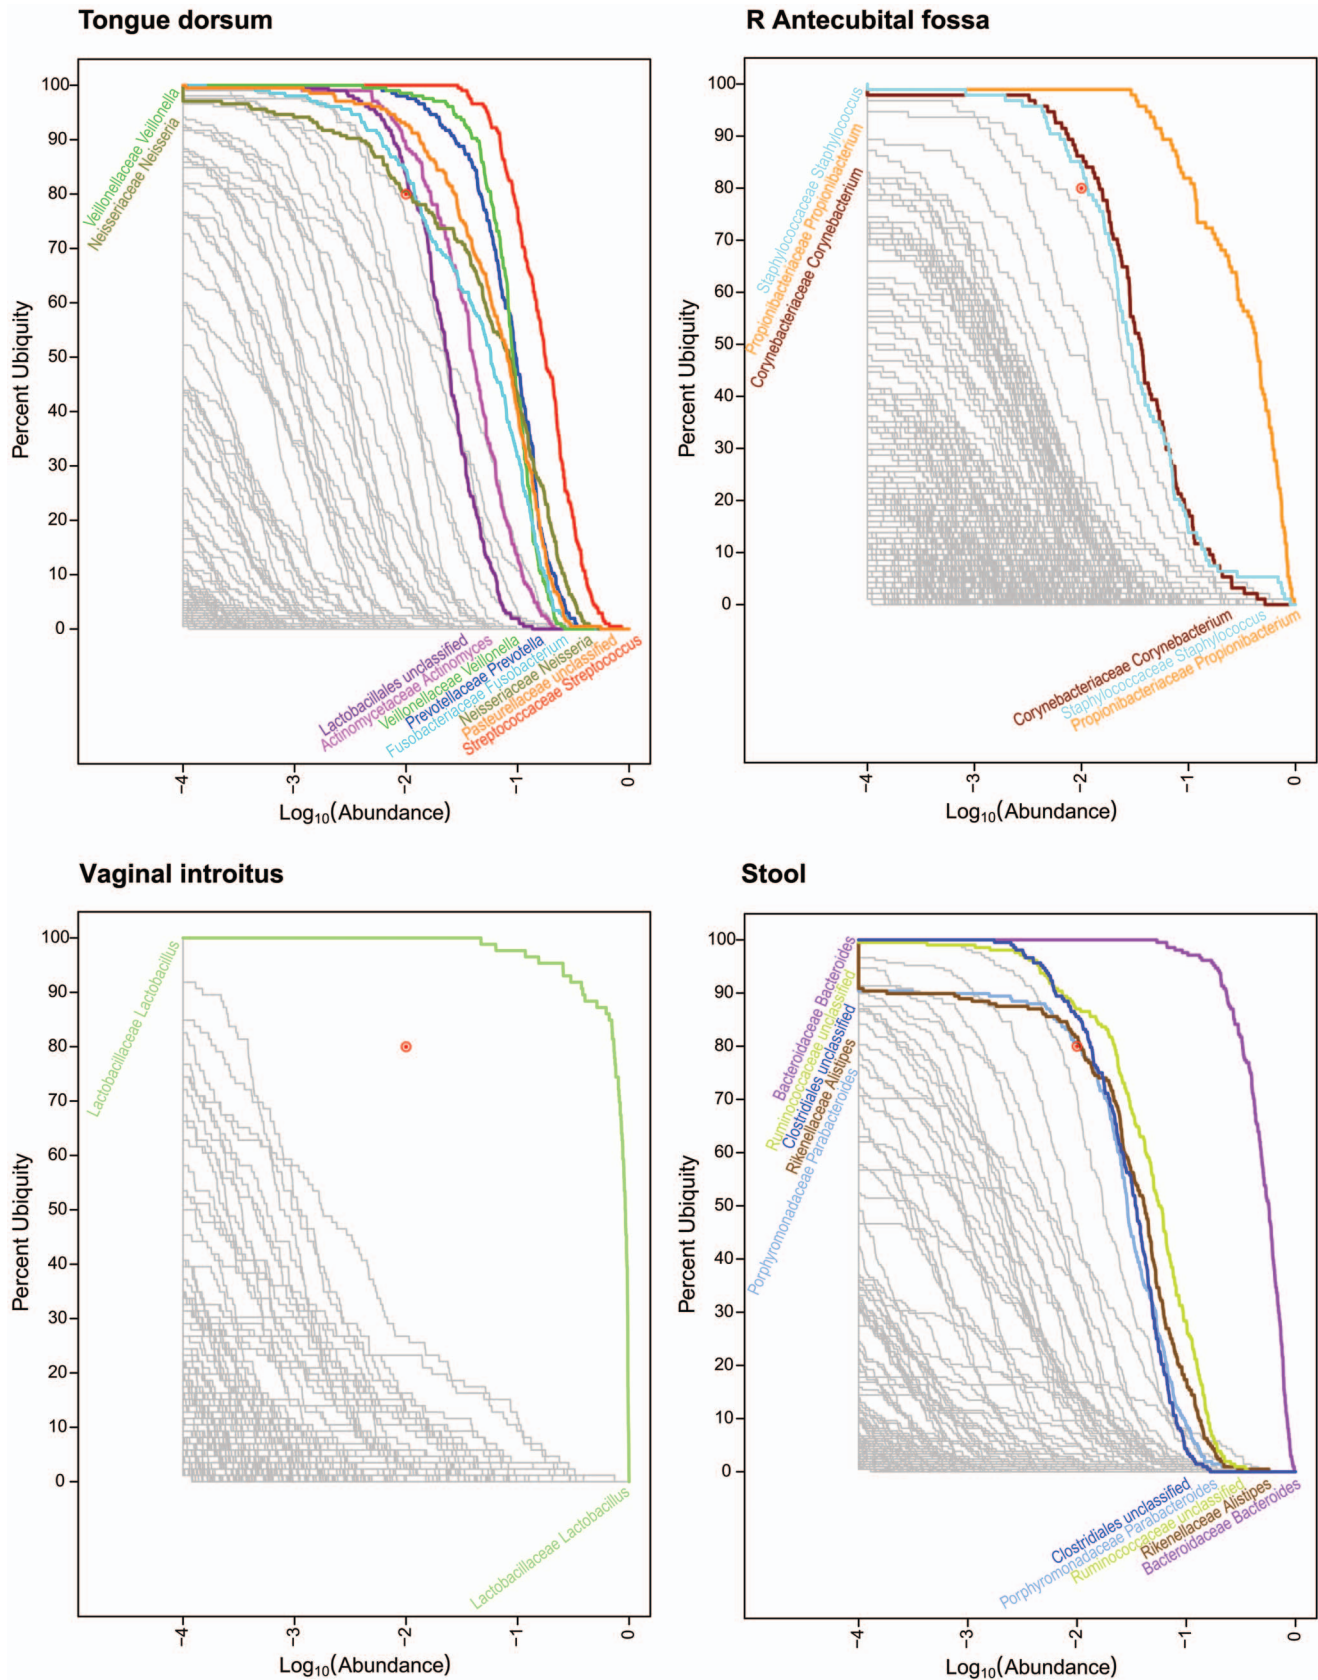 Tongue dorsum
100
90
80
70
60
50
40
30
20
10
0
Percent Ubiquity
Veillonellaceae Veillonella
Neisseriaceae Neisseria
Lactobacillales unclassified
Actinomycetaceae Actinomyces
Veillonellaceae Veillonella
Prevotellaceae Prevotella
Fusobacteriaceae Fusobacterium
Neisseriaceae Neisseria
Pasteurellaceae unclassified
Streptococcaceae Streptococcus
-4
-3
-2
-1
0
Log10(Abundance)
R Antecubital fossa
100
90
80
70
60
50
40
30
20
10
0
Percent Ubiquity
Staphylococcaceae Staphylococcus
Propionibacteriaceae Propionibacterium
Corynebacteriaceae Corynebacterium
Corynebacteriaceae Corynebacterium
Staphylococcaceae Staphylococcus
Propionibacteriaceae Propionibacterium
-4
-3
-2
-1
0
Log10(Abundance)
Vaginal introitus
100
90
80
70
60
50
40
30
20
10
0
Percent Ubiquity
Lactobacillaceae Lactobacillus
Lactobacillaceae Lactobacillus
-4
-3
-2
-1
0
Log10(Abundance)
Stool
100
90
80
70
60
50
40
30
20
10
0
Percent Ubiquity
Bacteroidaceae Bacteroides
Ruminococcaceae unclassified
Clostridiales unclassified
Rikenellaceae Alistipes
Porphyromonadaceae Parabacteroides
Clostridiales unclassified
Porphyromonadaceae Parabacteroides
Ruminococcaceae unclassified
Rikenellaceae Alistipes
Bacteroidaceae Bacteroides
-4
-3
-2
-1
0
Log10(Abundance)